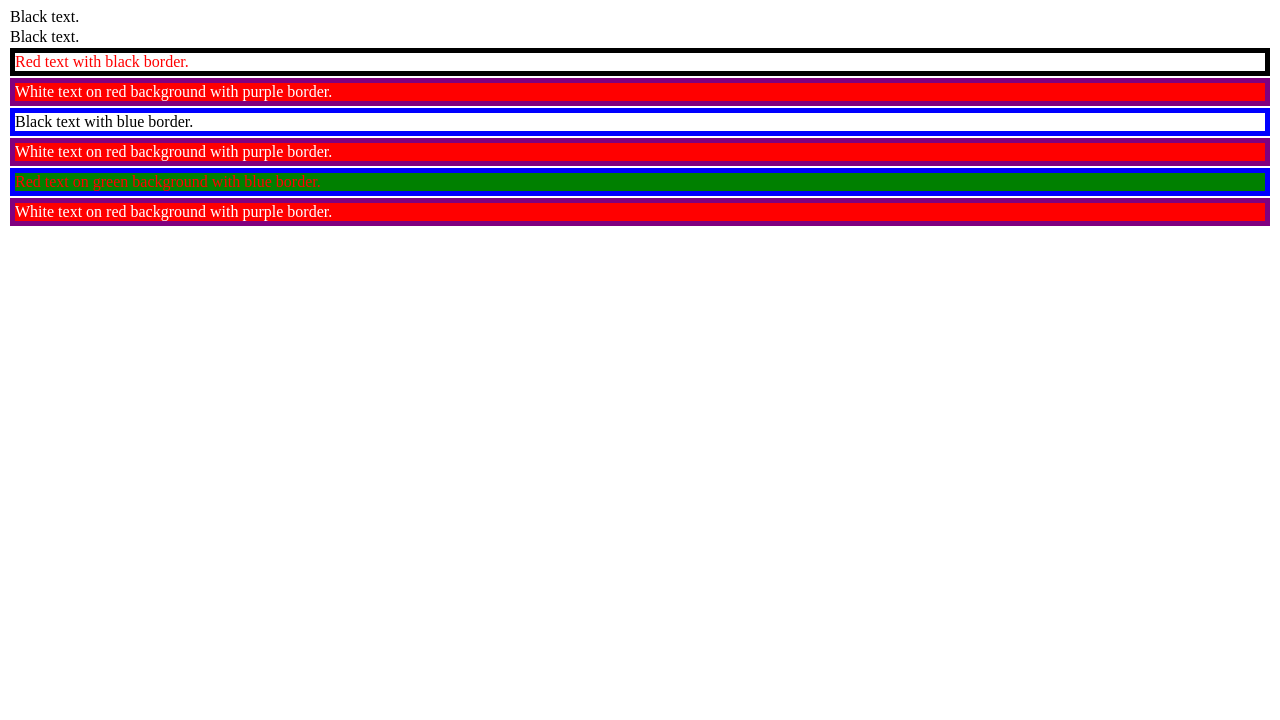 Black text.
Black text.
Red text with black border.
White text on red background with purple border.
Black text with blue border.
White text on red background with purple border.
Red text on green background with blue border.
White text on red background with purple border.